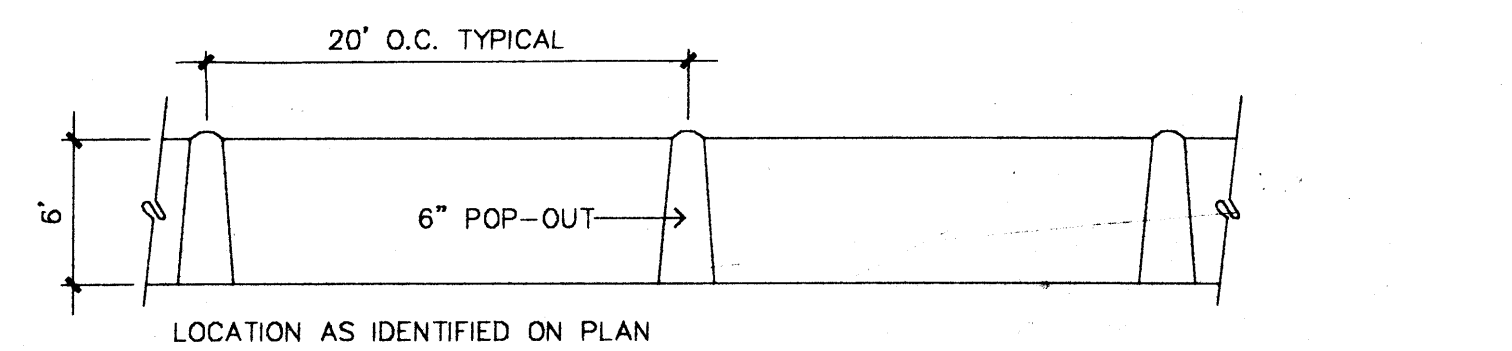 20' O.C. TYPICAL
6'
6" POP-OUT
LOCATION AS IDENTIFIED ON PLAN